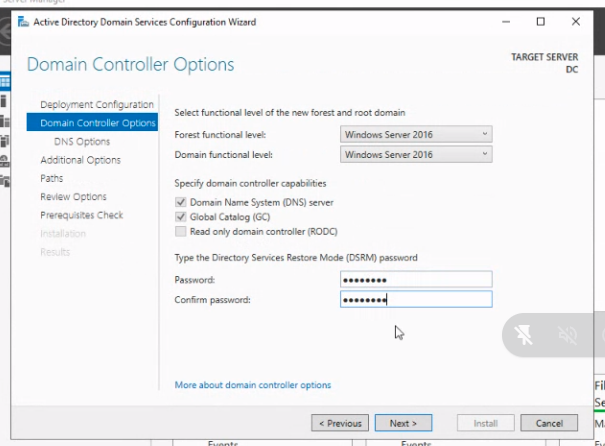 Server Manager
Active Directory Domain Services Configuration Wizard
Domain Controller Options
TARGET SERVER
DC
Deployment Configuration
Domain Controller Options
DNS Options
Additional Options
Paths
Review Options
Prerequisites Check
Installation
Results
Select functional level of the new forest and root domain
Forest functional level:
Windows Server 2016
Domain functional level:
Windows Server 2016
Specify domain controller capabilities
Domain Name System (DNS) server
Global Catalog (GC)
Read only domain controller (RODC)
Type the Directory Services Restore Mode (DSRM) password
Password:
••••••••
Confirm password:
••••••••
More about domain controller options
< Previous
Next >
Install
Cancel
Events
Events